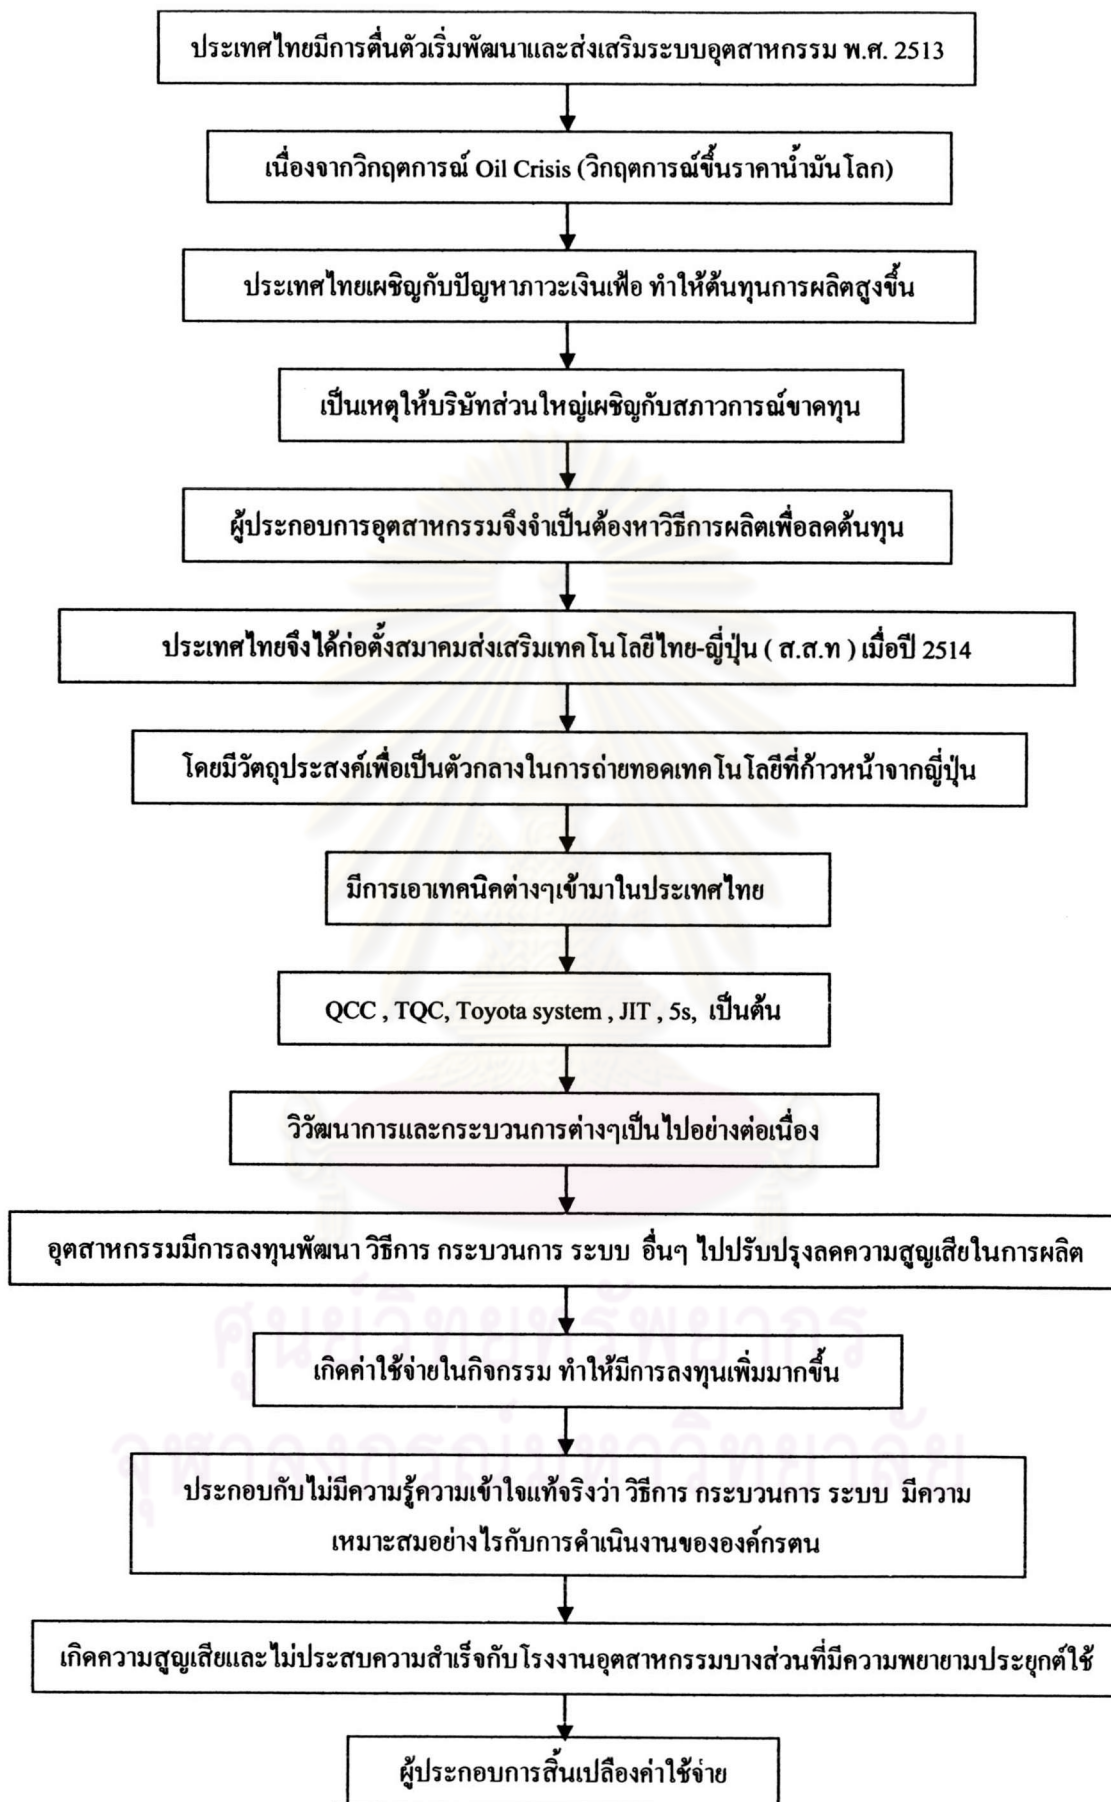 ประเทศไทยมีการตื่นตัวเริ่มพัฒนาและส่งเสริมระบบอุตสาหกรรม พ.ศ. 2513
เนื่องจากวิกฤตการณ์ Oil Crisis (วิกฤตการณ์ขึ้นราคาน้ำมันโลก)
ประเทศไทยเผชิญกับปัญหาภาวะเงินเฟ้อ ทำให้ต้นทุนการผลิตสูงขึ้น
เป็นเหตุให้บริษัทส่วนใหญ่เผชิญกับสภาวการณ์ขาดทุน
ผู้ประกอบการอุตสาหกรรมจึงจำเป็นต้องหาวิธีการผลิตเพื่อลดต้นทุน
ประเทศไทยจึงได้ก่อตั้งสมาคมส่งเสริมเทคโนโลยีไทย-ญี่ปุ่น ( ส.ส.ท ) เมื่อปี 2514
โดยมีวัตถุประสงค์เพื่อเป็นตัวกลางในการถ่ายทอดเทคโนโลยีที่ก้าวหน้าจากญี่ปุ่น
มีการเอาเทคนิคต่างๆเข้ามาในประเทศไทย
QCC , TQC, Toyota system , JIT , 5s, เป็นต้น
วิวัฒนาการและกระบวนการต่างๆเป็นไปอย่างต่อเนื่อง
อุตสาหกรรมมีการลงทุนพัฒนา วิธีการ กระบวนการ ระบบ อื่นๆ ไปปรับปรุงลดความสูญเสียในการผลิต
ศูนย์วิทยทรัพยากร
เกิดค่าใช้จ่ายในกิจกรรม ทำให้มีการลงทุนเพิ่มมากขึ้น
จุฬาลงกรณ์มหาวิทยาลัย
ประกอบกับไม่มีความรู้ความเข้าใจแท้จริงว่า วิธีการ กระบวนการ ระบบ มีความ
เหมาะสมอย่างไรกับการดำเนินงานขององค์กรตน
เกิดความสูญเสียและไม่ประสบความสำเร็จกับโรงงานอุตสาหกรรมบางส่วนที่มีความพยายามประยุกต์ใช้
ผู้ประกอบการสิ้นเปลืองค่าใช้จ่าย